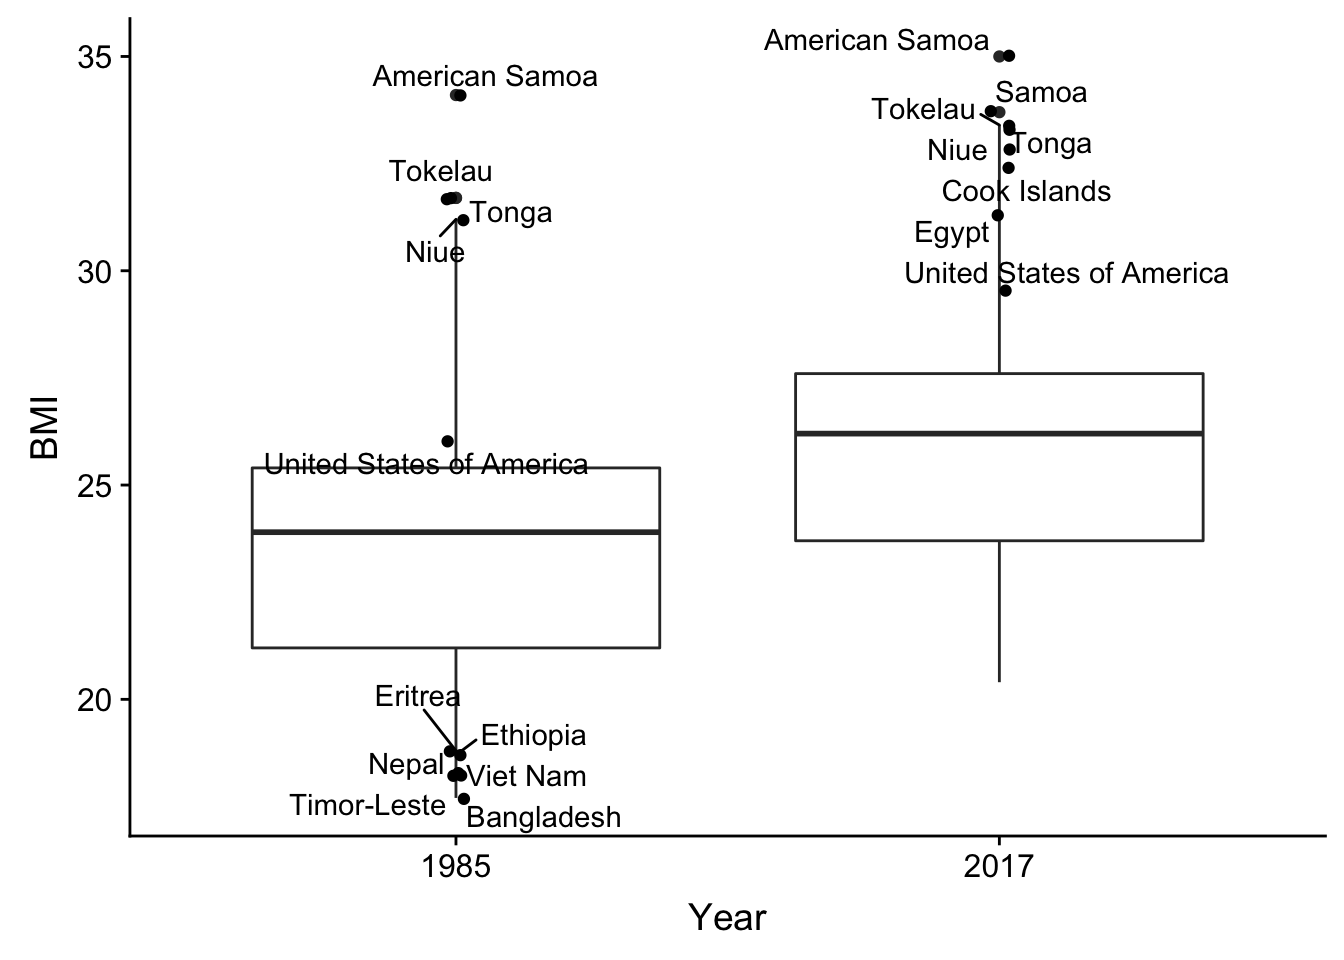 American Samoa
35
American Samoa
Samoa
Tokelau
Tonga
Niue
Tokelau
Cook Islands
Tonga
Egypt
Niue
30
United States of America
BMI
United States of America
25
20
Eritrea
Ethiopia
Nepal
Viet Nam
Timor-Leste
Bangladesh
1985
2017
Year